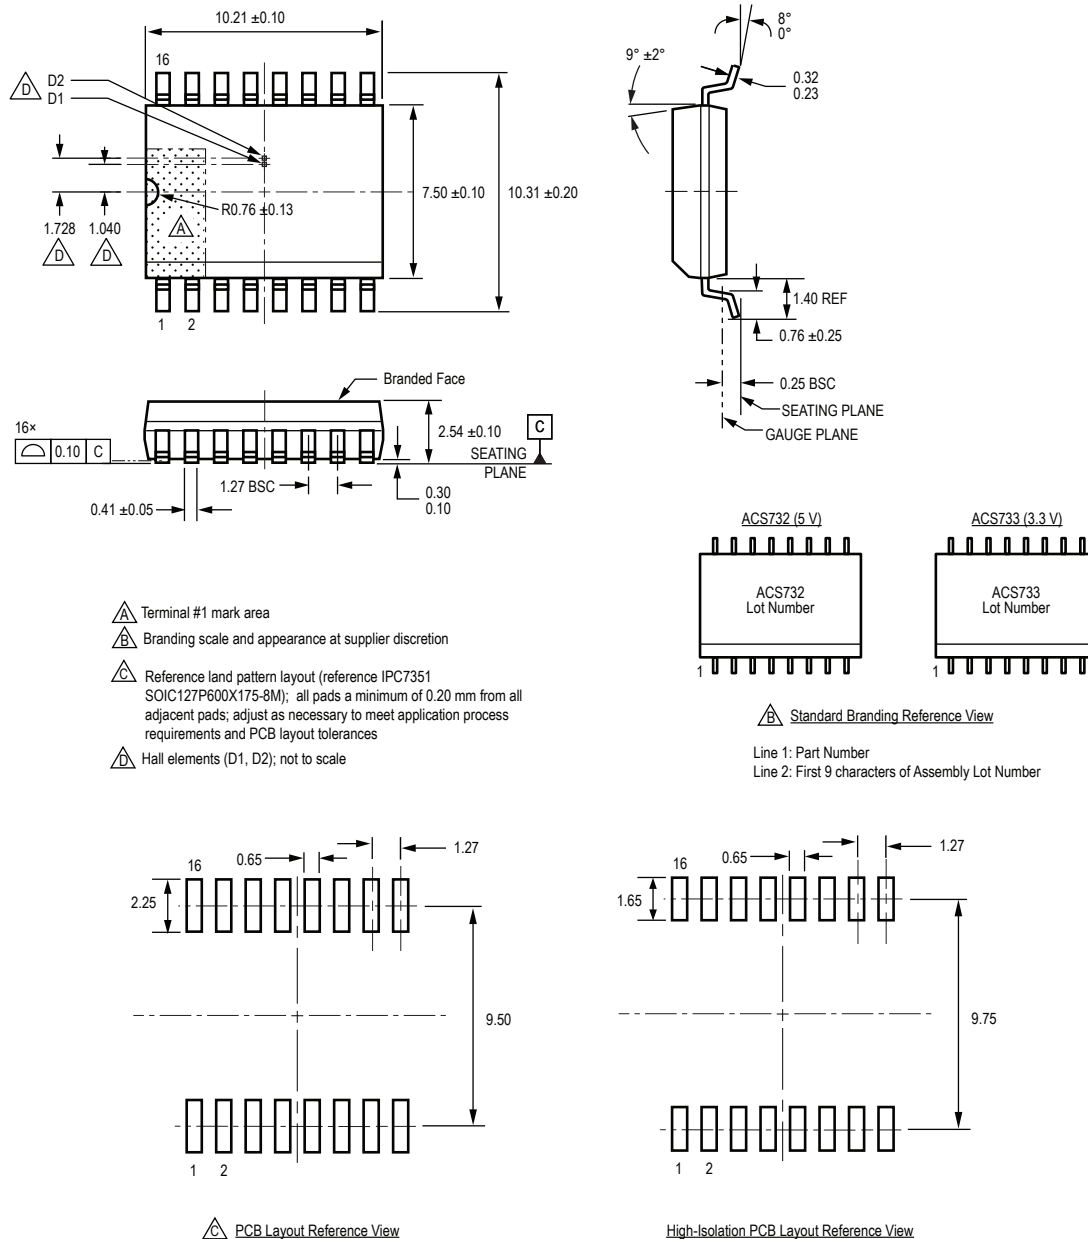 10.21 ±0.10
16
D
D2
D1
7.50 ±0.10
10.31 ±0.20
R0.76 ±0.13
A
1.728
D
1.040
D
1
2
8°
0°
9° ±2°
0.32
0.23
1.40 REF
0.76 ±0.25
0.25 BSC
SEATING PLANE
GAUGE PLANE
Branded Face
16×
0.10
C
2.54 ±0.10
C
SEATING
PLANE
1.27 BSC
0.30
0.10
0.41 ±0.05
ACS732 (5 V)
ACS732
Lot Number
1
ACS733 (3.3 V)
ACS733
Lot Number
1
B Standard Branding Reference View
Line 1: Part Number
Line 2: First 9 characters of Assembly Lot Number
A Terminal #1 mark area
B Branding scale and appearance at supplier discretion
C Reference land pattern layout (reference IPC7351
SOIC127P600X175-8M); all pads a minimum of 0.20 mm from all
adjacent pads; adjust as necessary to meet application process
requirements and PCB layout tolerances
D Hall elements (D1, D2); not to scale
16
0.65
1.27
2.25
9.50
1
2
C PCB Layout Reference View
16
0.65
1.27
1.65
9.75
1
2
High-Isolation PCB Layout Reference View